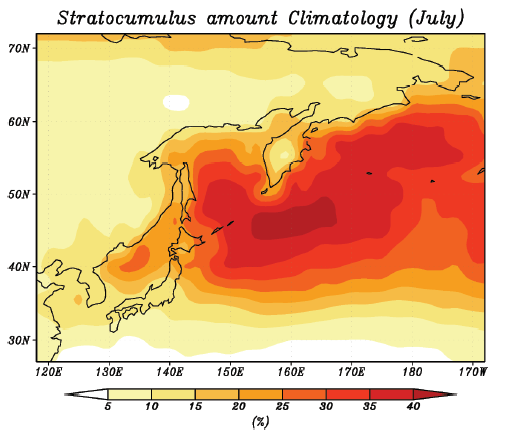 Stratocumulus amount Climatology (July)
70N
60N
50N
40N
30N
120E 130E 140E 150E 160E 170E 180 170W
5 10 15 20 25 30 35 40
(%)